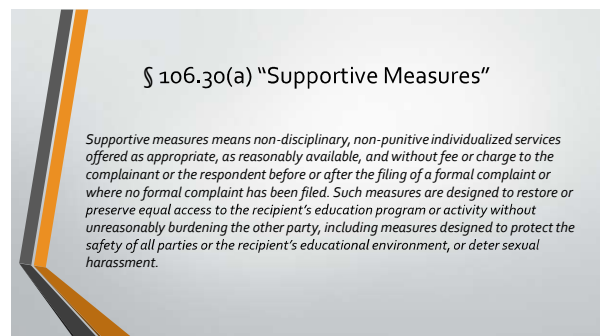 § 106.30(a) “Supportive Measures”
Supportive measures means non-disciplinary, non-punitive individualized services
offered as appropriate, as reasonably available, and without fee or charge to the
complainant or the respondent before or after the filing of a formal complaint or
where no formal complaint has been filed. Such measures are designed to restore or
preserve equal access to the recipient’s education program or activity without
unreasonably burdening the other party, including measures designed to protect the
safety of all parties or the recipient’s educational environment, or deter sexual
harassment.